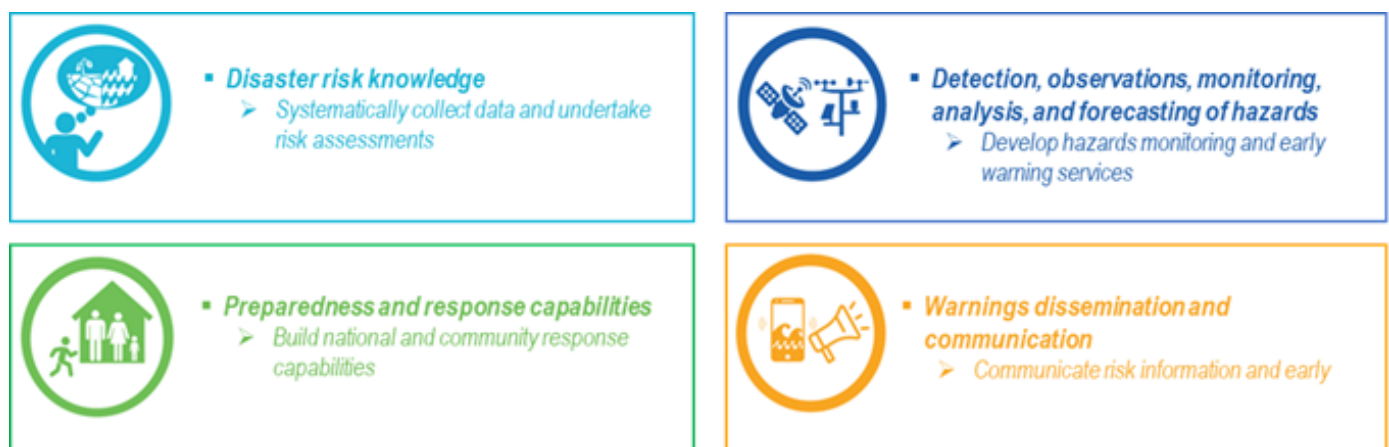 ▪ Disaster risk knowledge
➢ Systematically collect data and undertake
risk assessments
▪ Detection, observations, monitoring,
analysis, and forecasting of hazards
➢ Develop hazards monitoring and early
warning services
▪ Preparedness and response capabilities
➢ Build national and community response
capabilities
▪ Warnings dissemination and
communication
➢ Communicate risk information and early